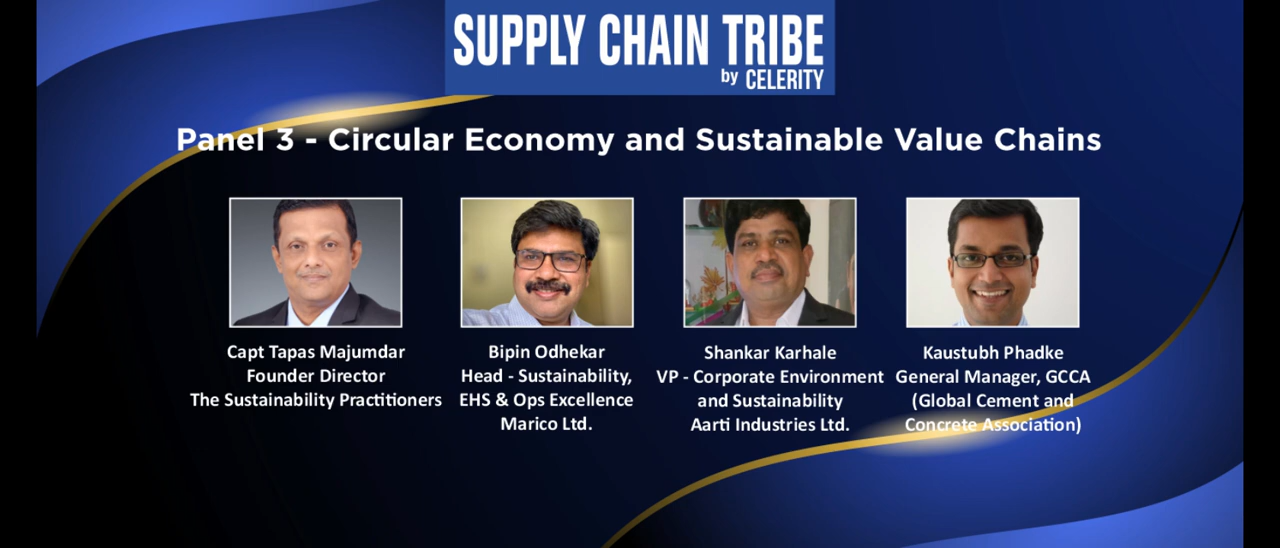 SUPPLY CHAIN TRIBE
by CELERITY
Panel 3 - Circular Economy and Sustainable Value Chains
Capt Tapas Majumdar
Founder Director
The Sustainability Practitioners
Bipin Odhekar
Head - Sustainability,
EHS & Ops Excellence
Marico Ltd.
Shankar Karhale
VP - Corporate Environment
and Sustainability
Aarti Industries Ltd.
Kaustubh Phadke
General Manager, GCCA
(Global Cement and
Concrete Association)